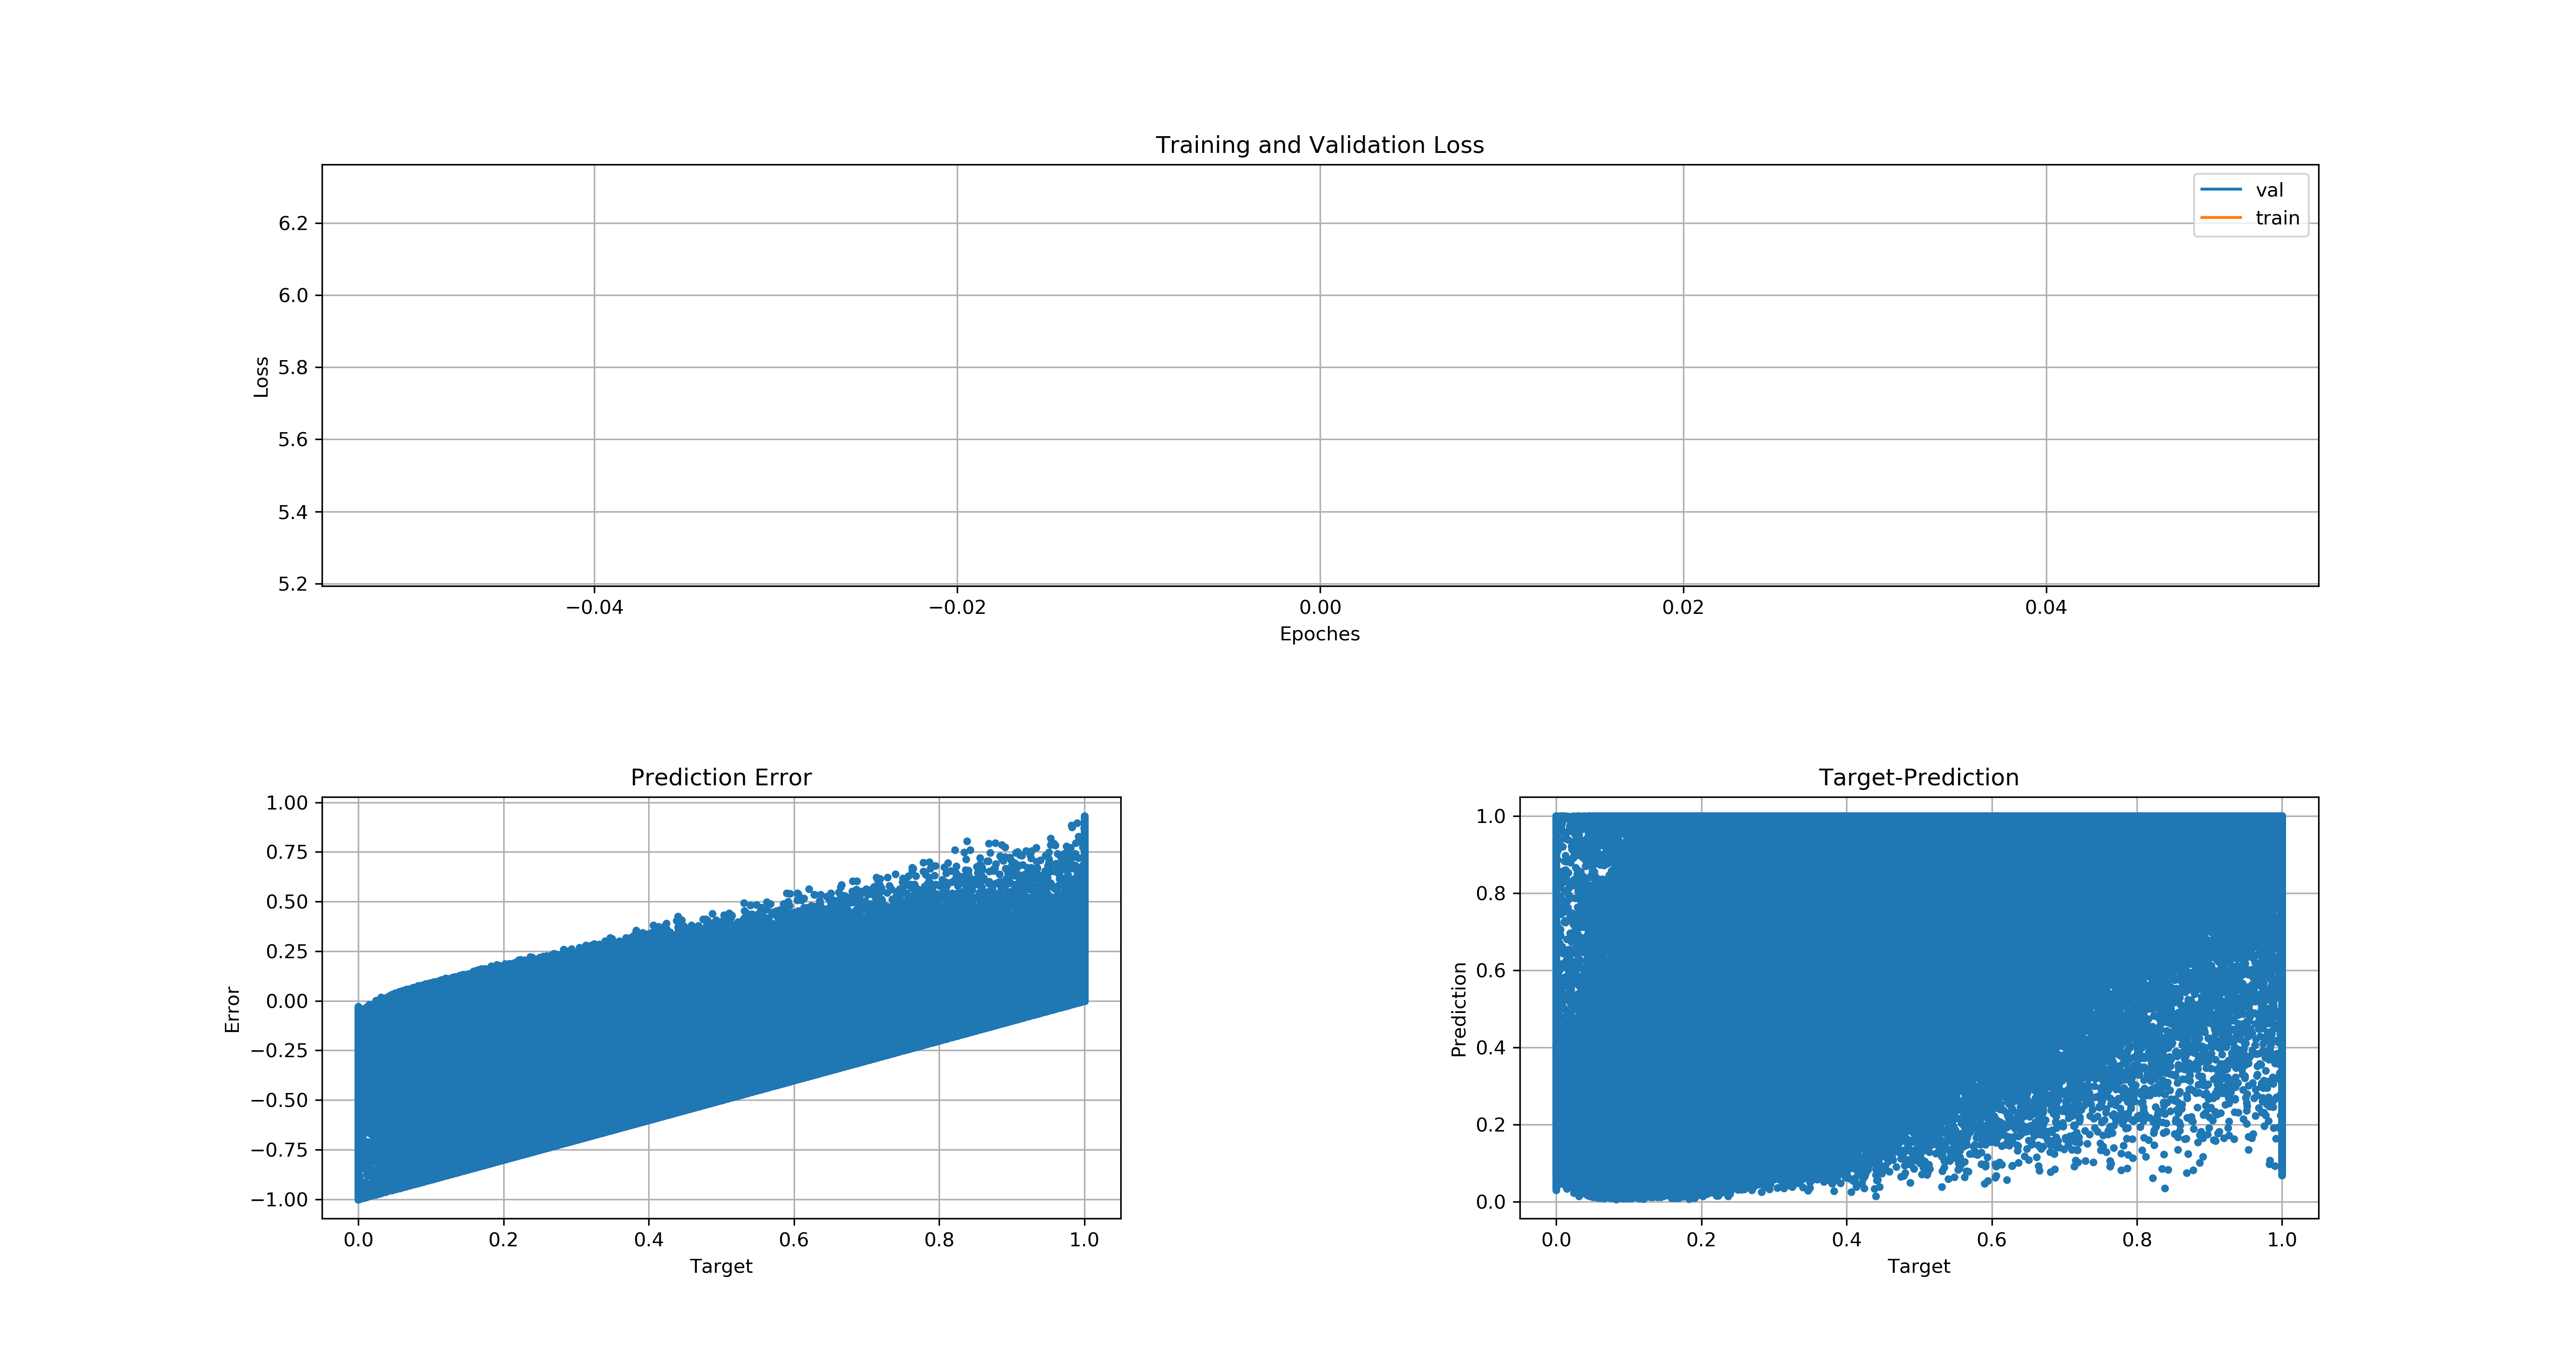 Training and Validation Loss
val
train
6.2
6.0
5.8
5.6
5.4
5.2
Loss
−0.04 −0.02 0.00 0.02 0.04
Epoches
Prediction Error
1.00
0.75
0.50
0.25
0.00
−0.25
−0.50
−0.75
−1.00
Error
0.0 0.2 0.4 0.6 0.8 1.0
Target
Target-Prediction
1.0
0.8
0.6
0.4
0.2
0.0
Prediction
0.0 0.2 0.4 0.6 0.8 1.0
Target